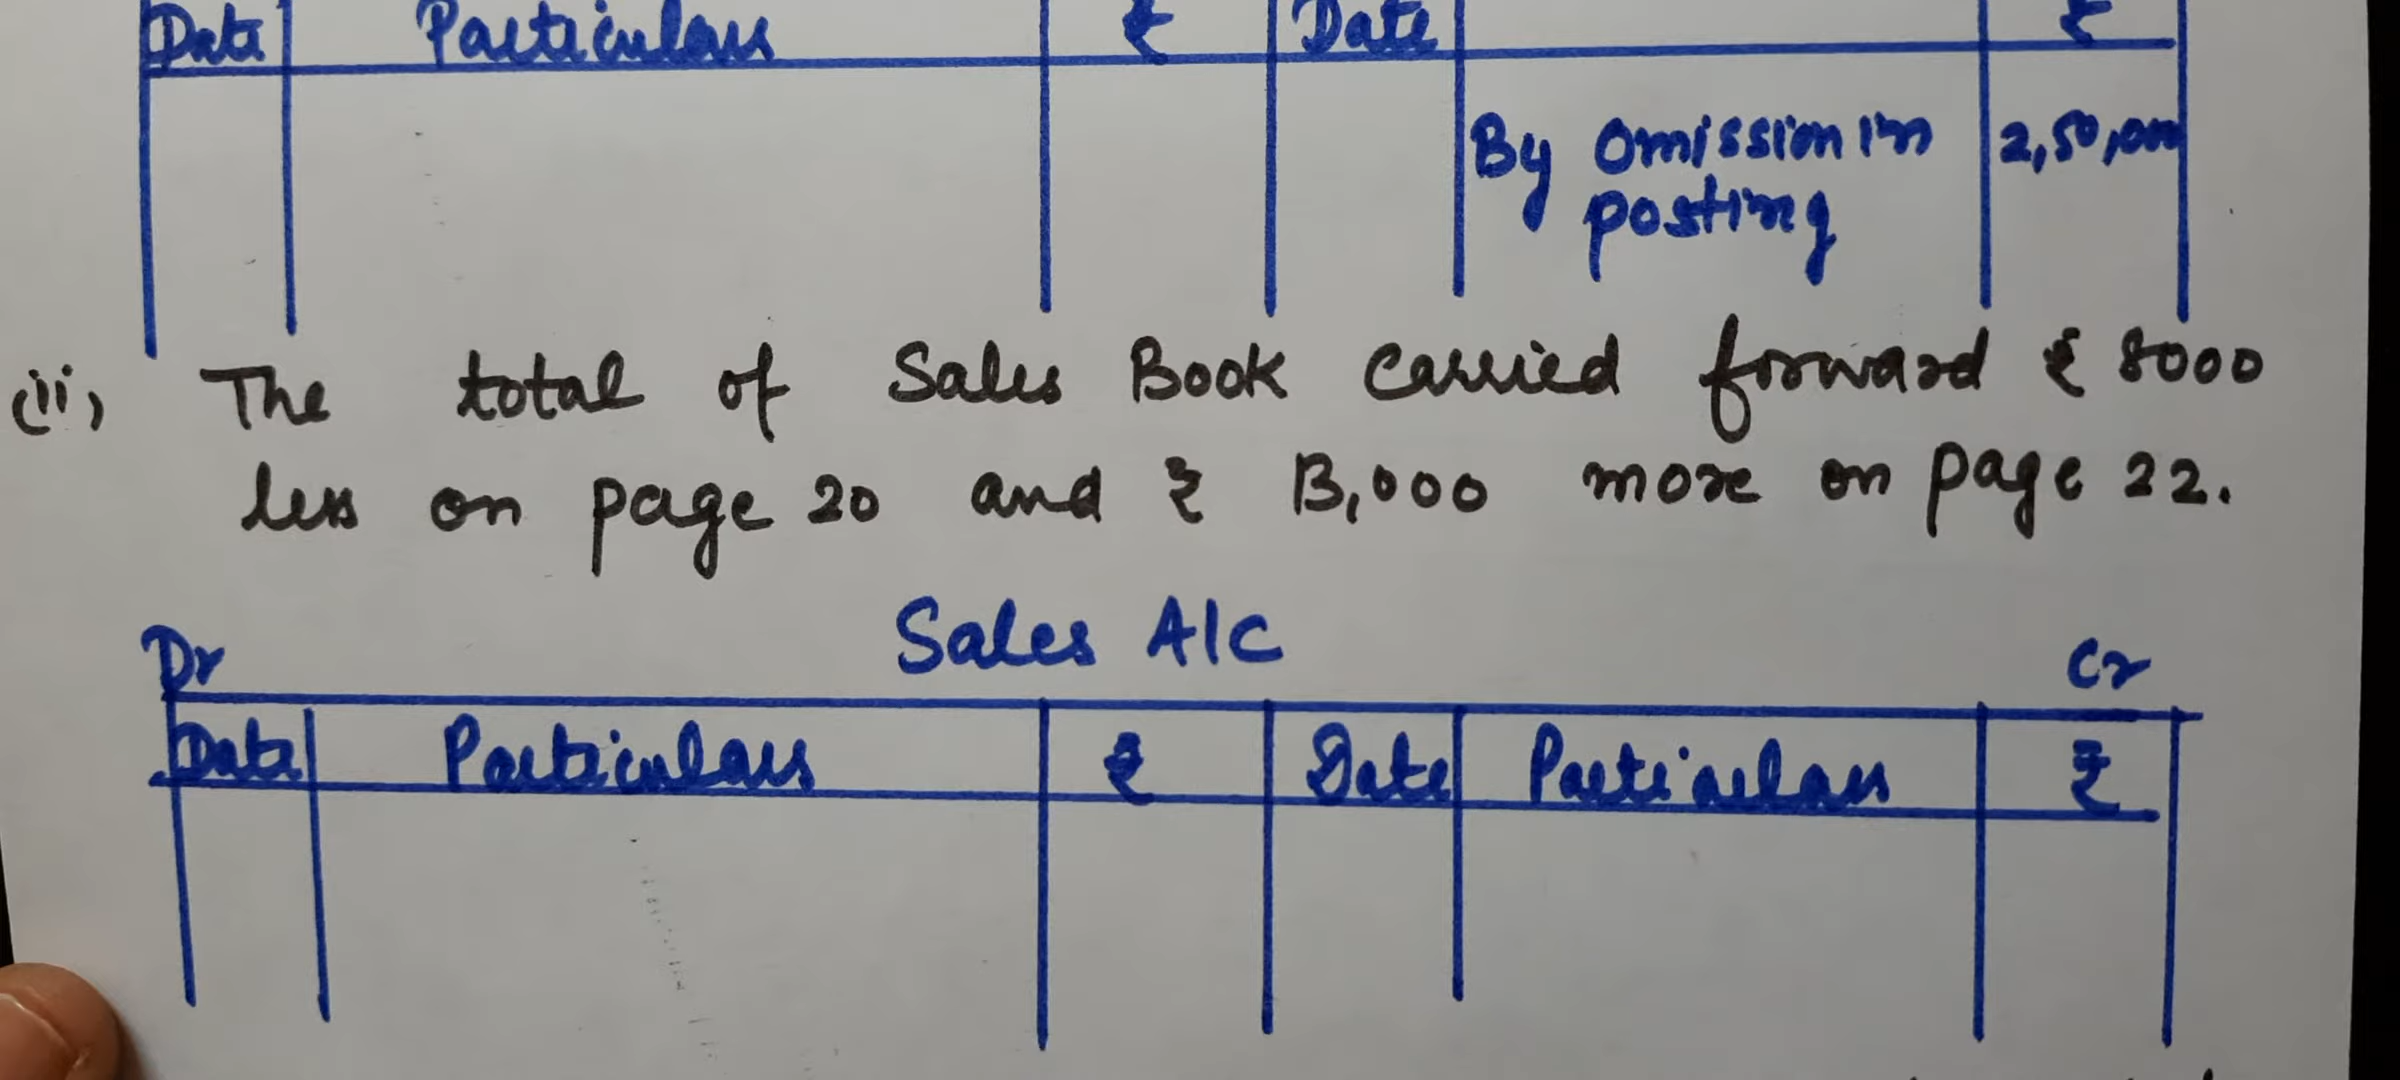 Date Particulars ₹ Date ₹
By omission in 2,50,000
posting
(ii) The total of Sales Book carried forward ₹ 8000
less on page 20 and ₹ 13,000 more on page 22.
Sales A/C
Dr Cr
Date Particulars ₹ Date Particulars ₹